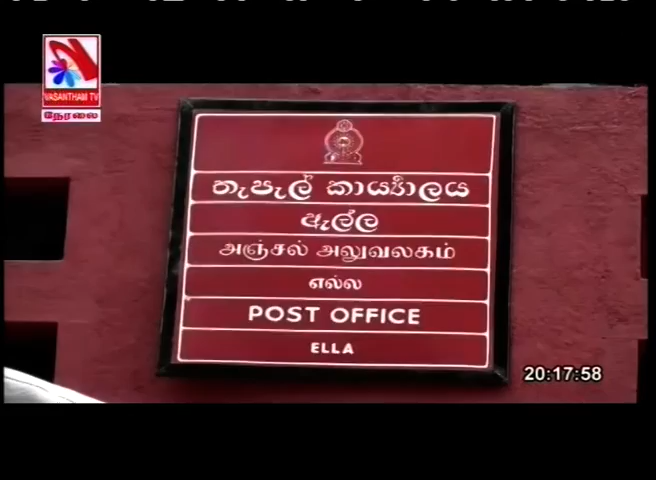 VASANTHAM TV
நேரலை
තැපැල් කාර්‍ය්‍යාලය
ඇල්ල
அஞ்சல் அலுவலகம்
எல்ல
POST OFFICE
ELLA
20:17:58